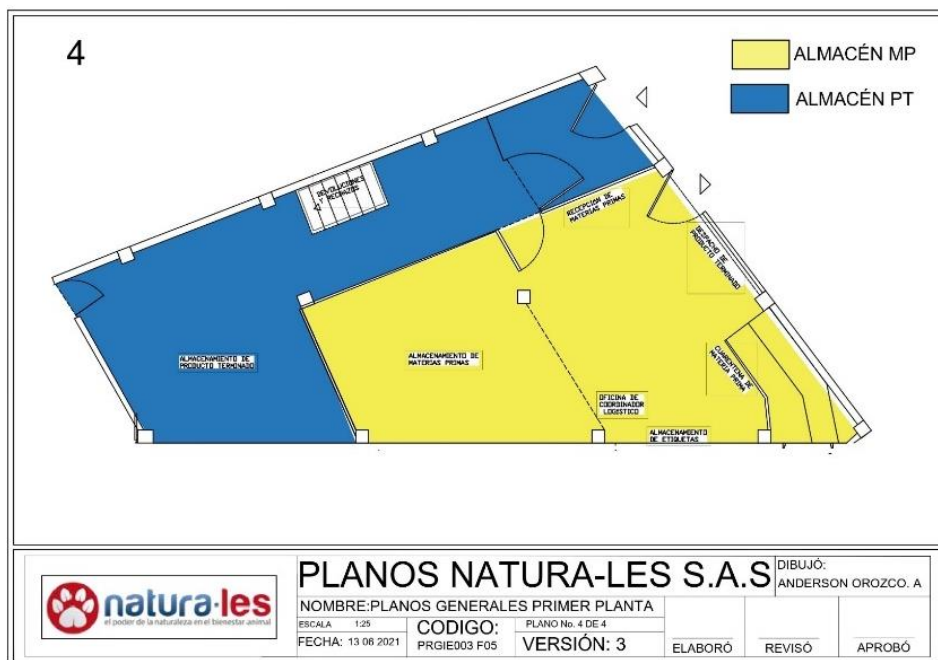 4
ALMACÉN MP
ALMACÉN PT
DEVOLUCIONES
Y RECHAZOS
RECEPCIÓN DE
MATERIAS PRIMAS
DESPACHO DE
PRODUCTO TERMINADO
ALMACENAMIENTO DE
PRODUCTO TERMINADO
ALMACENAMIENTO DE
MATERIAS PRIMAS
CUARENTENA DE
MATERIA PRIMA
OFICINA DE
COORDINADOR
LOGISTICO
ALMACENAMIENTO
DE ETIQUETAS
natura·les
el poder de la naturaleza en el bienestar animal
PLANOS NATURA-LES S.A.S
DIBUJÓ:
ANDERSON OROZCO. A
NOMBRE:PLANOS GENERALES PRIMER PLANTA
ESCALA 1:25
CODIGO:
PLANO No. 4 DE 4
FECHA: 13 06 2021
PRGIE003 F05
VERSIÓN: 3
ELABORÓ
REVISÓ
APROBÓ